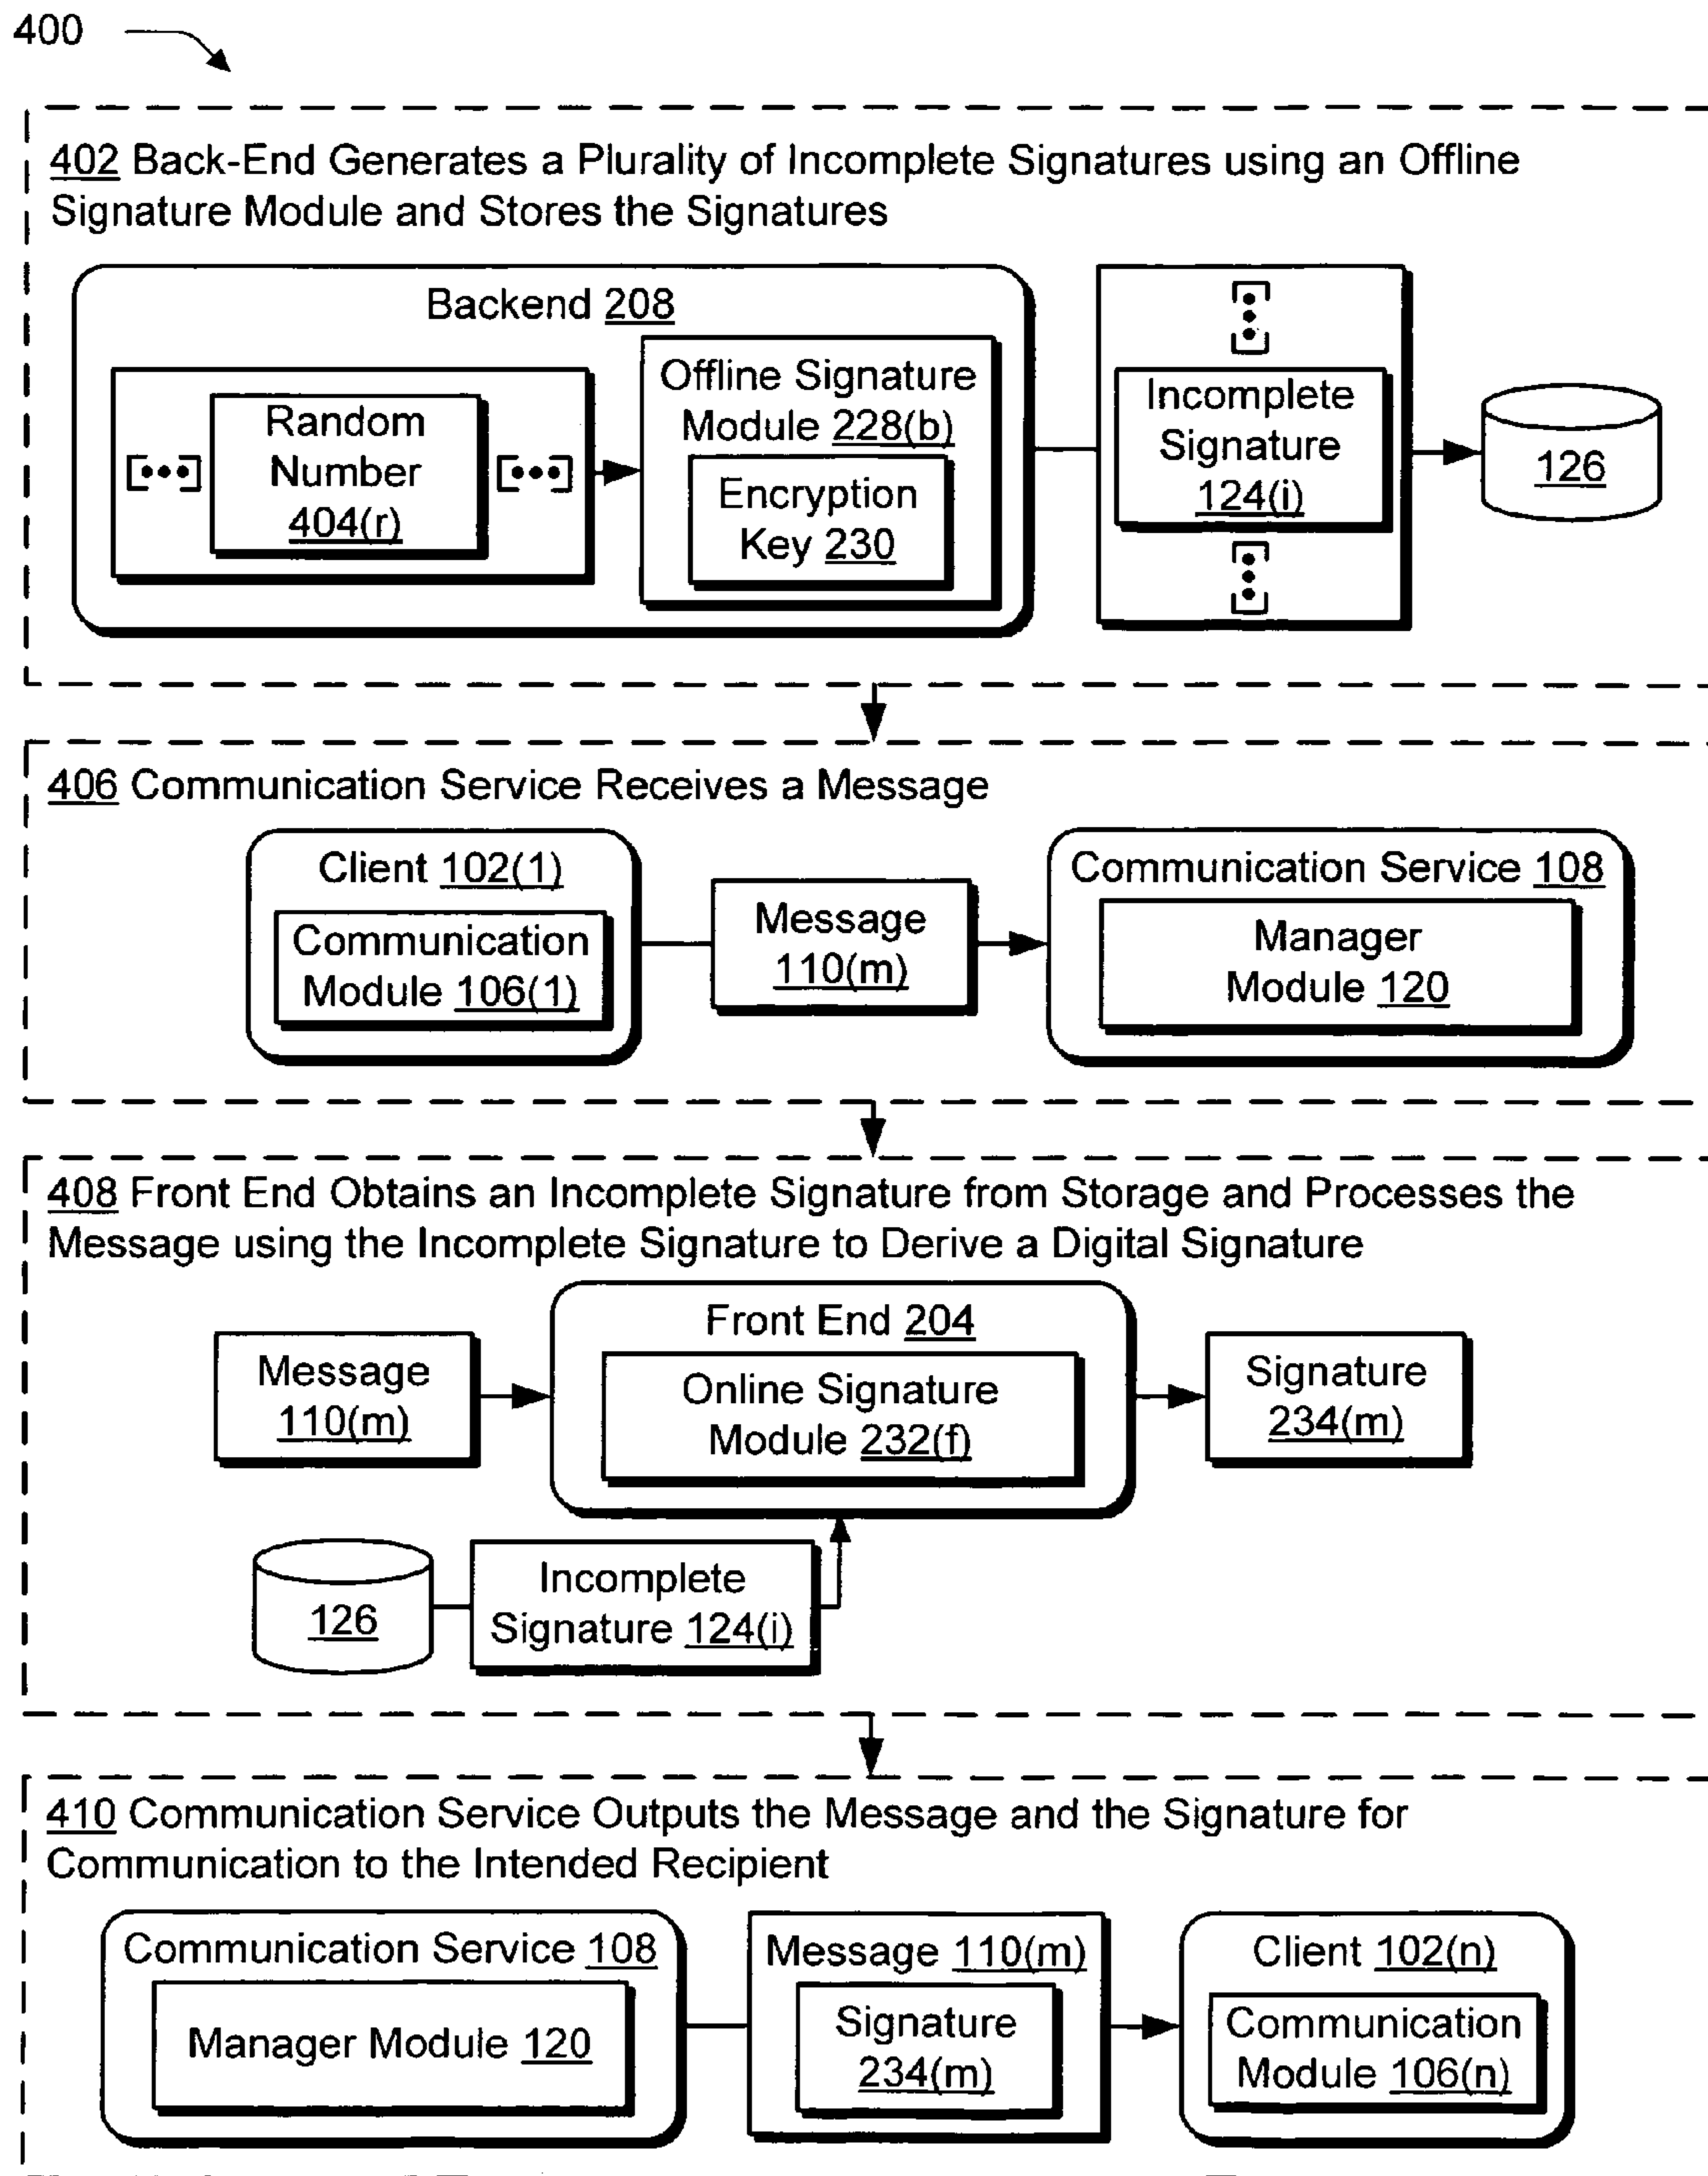 400
402 Back-End Generates a Plurality of Incomplete Signatures using an Offline
Signature Module and Stores the Signatures
Backend 208
Random
Number
404(r)
Offline Signature
Module 228(b)
Encryption
Key 230
Incomplete
Signature
124(i)
126
406 Communication Service Receives a Message
Client 102(1)
Communication
Module 106(1)
Message
110(m)
Communication Service 108
Manager
Module 120
408 Front End Obtains an Incomplete Signature from Storage and Processes the
Message using the Incomplete Signature to Derive a Digital Signature
Message
110(m)
Front End 204
Online Signature
Module 232(f)
Signature
234(m)
126
Incomplete
Signature 124(i)
410 Communication Service Outputs the Message and the Signature for
Communication to the Intended Recipient
Communication Service 108
Manager Module 120
Message 110(m)
Signature
234(m)
Client 102(n)
Communication
Module 106(n)